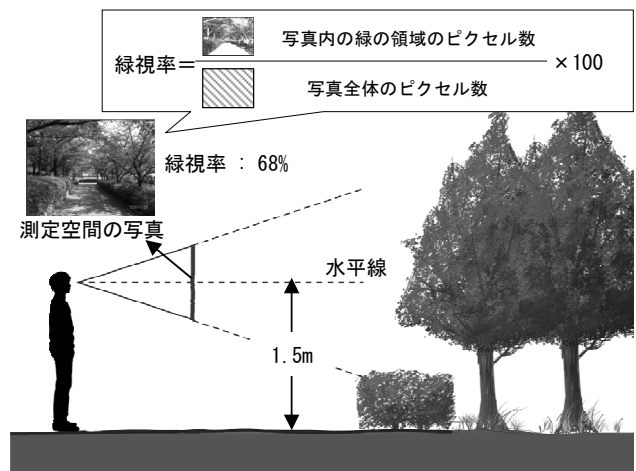 緑視率＝
写真内の緑の領域のピクセル数
写真全体のピクセル数
×100
緑視率 : 68%
測定空間の写真
水平線
1.5m